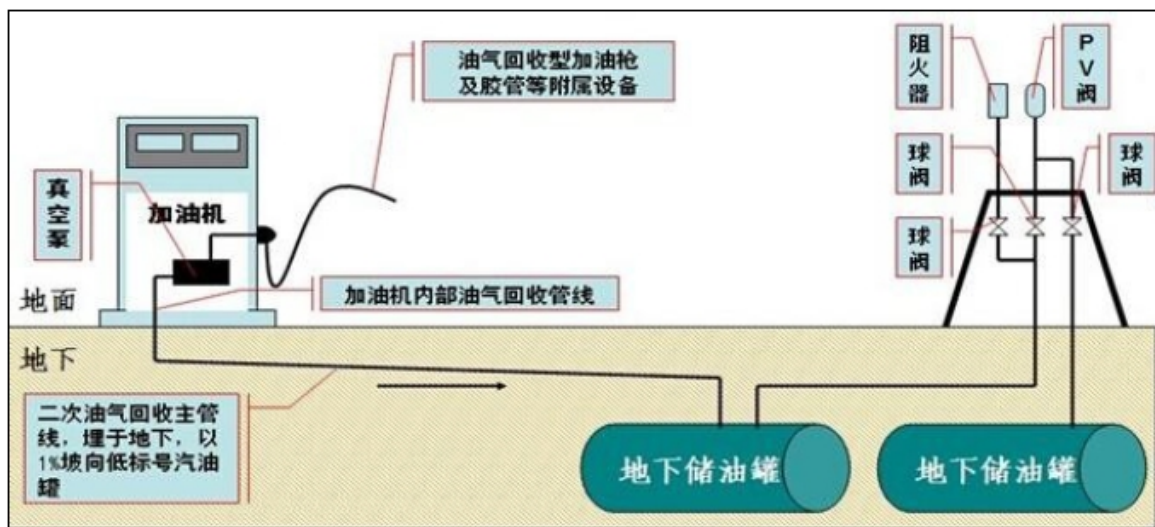 油气回收型加油枪
及胶管等附属设备
阻火器
PV阀
球阀
球阀
球阀
真空泵
加油机
加油机内部油气回收管线
地面
地下
二次油气回收主管
线，埋于地下，以
1%坡向低标号汽油
罐
地下储油罐
地下储油罐